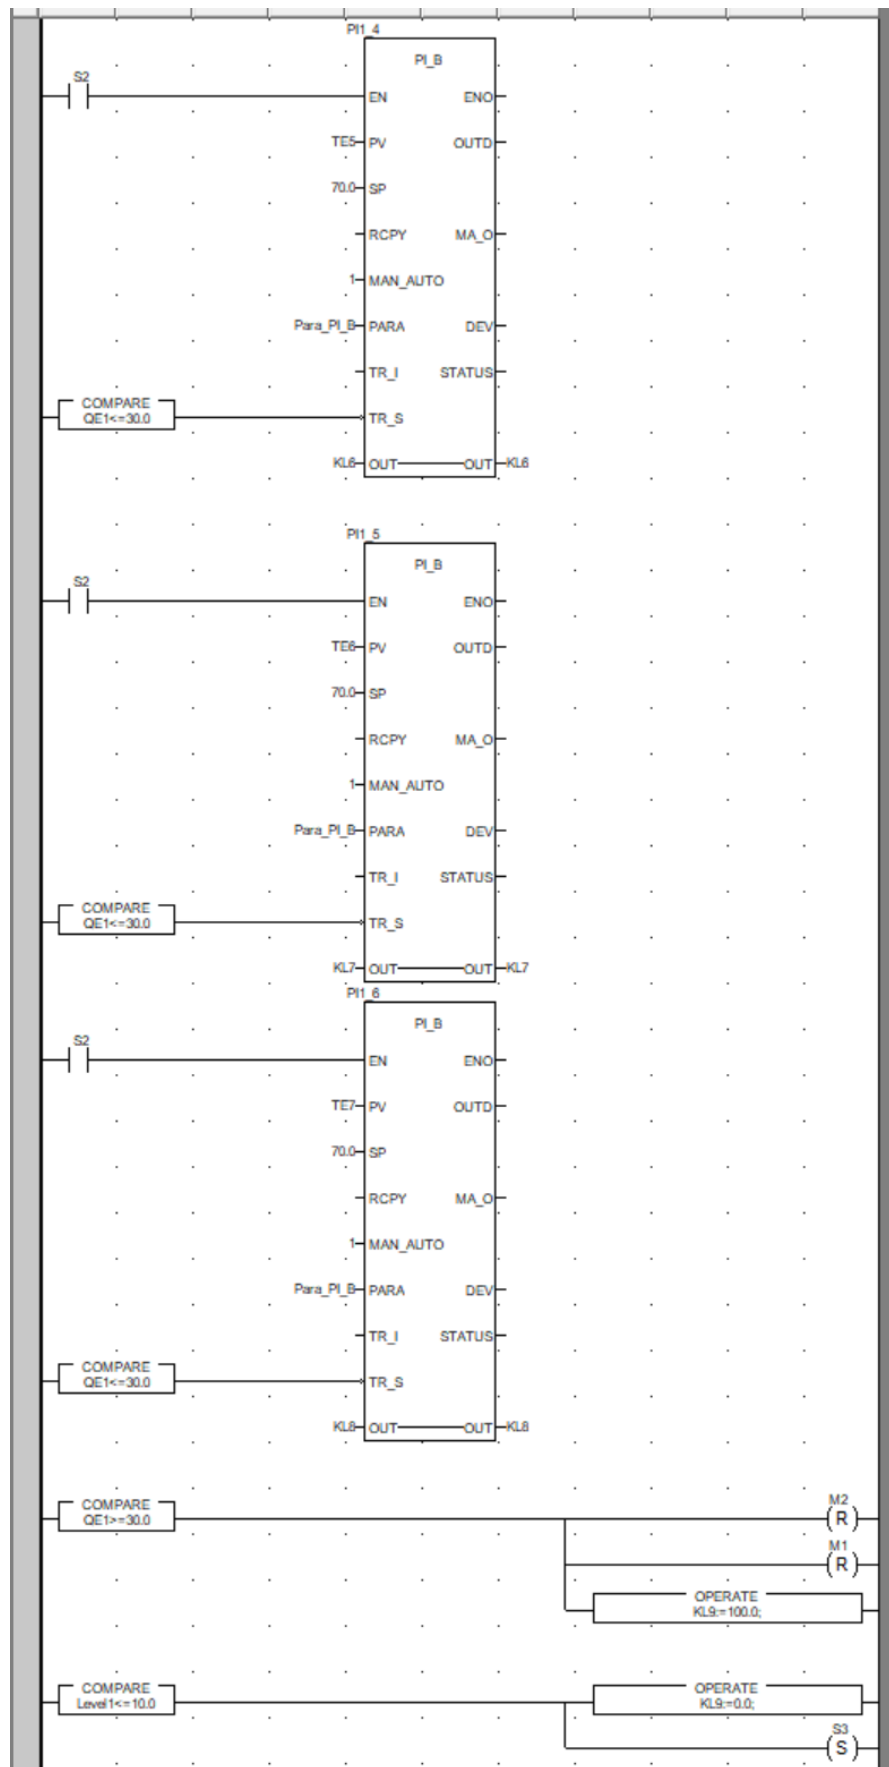 PI1_4
PI_B
S2
EN ENO
TE5 PV OUTD
70.0 SP
RCPY MA_O
1 MAN_AUTO
Para_PI_B PARA DEV
TR_I STATUS
COMPARE
QE1<=30.0
TR_S
KL6 OUT OUT KL6
PI1_5
PI_B
S2
EN ENO
TE6 PV OUTD
70.0 SP
RCPY MA_O
1 MAN_AUTO
Para_PI_B PARA DEV
TR_I STATUS
COMPARE
QE1<=30.0
TR_S
KL7 OUT OUT KL7
PI1_6
PI_B
S2
EN ENO
TE7 PV OUTD
70.0 SP
RCPY MA_O
1 MAN_AUTO
Para_PI_B PARA DEV
TR_I STATUS
COMPARE
QE1<=30.0
TR_S
KL8 OUT OUT KL8
COMPARE
QE1>=30.0
M2
R
M1
R
OPERATE
KL9:=100.0;
COMPARE
Level1<=10.0
OPERATE
KL9:=0.0;
S3
S